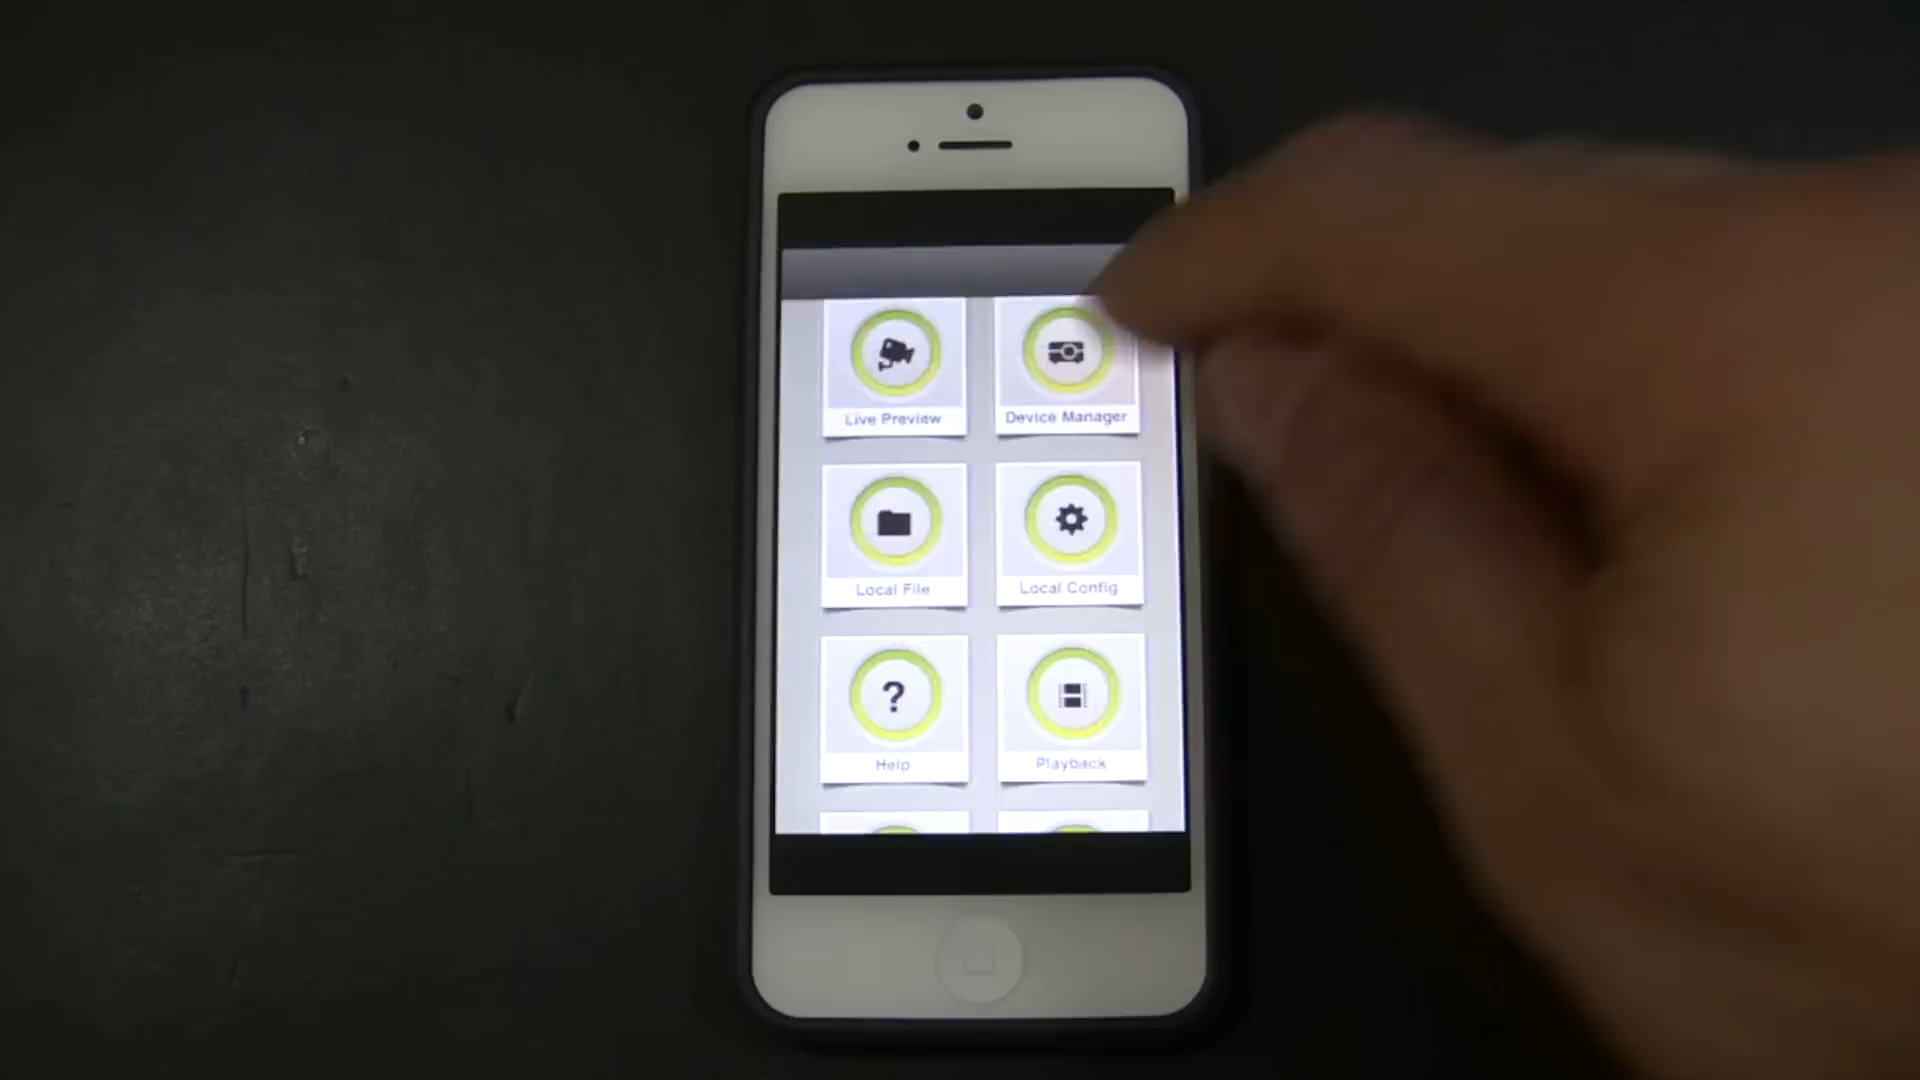 Live Preview
Device Manager
Local File
Local Config
?
Help
Playback